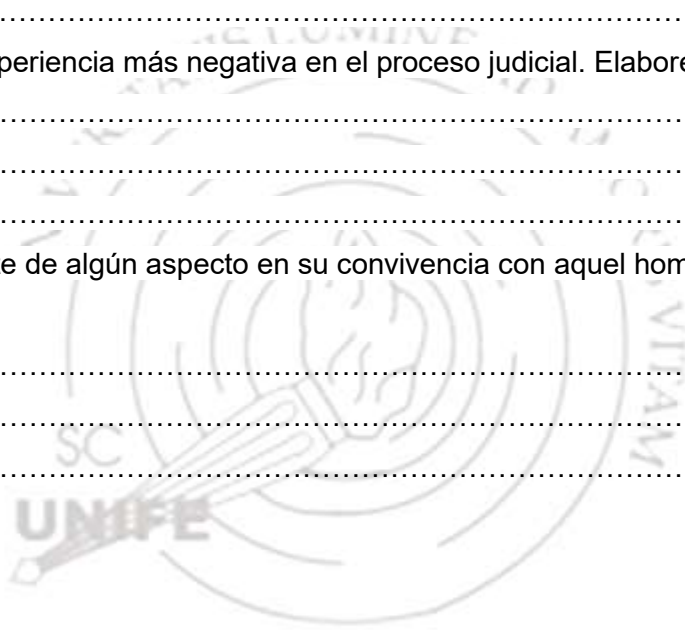 ……………………………………………………………
periencia más negativa en el proceso judicial. Elabore
……………………………………………………………
……………………………………………………………
……………………………………………………………
e de algún aspecto en su convivencia con aquel hom
……………………………………………………………
……………………………………………………………
……………………………………………………………
SC
UNIFE
VITAM